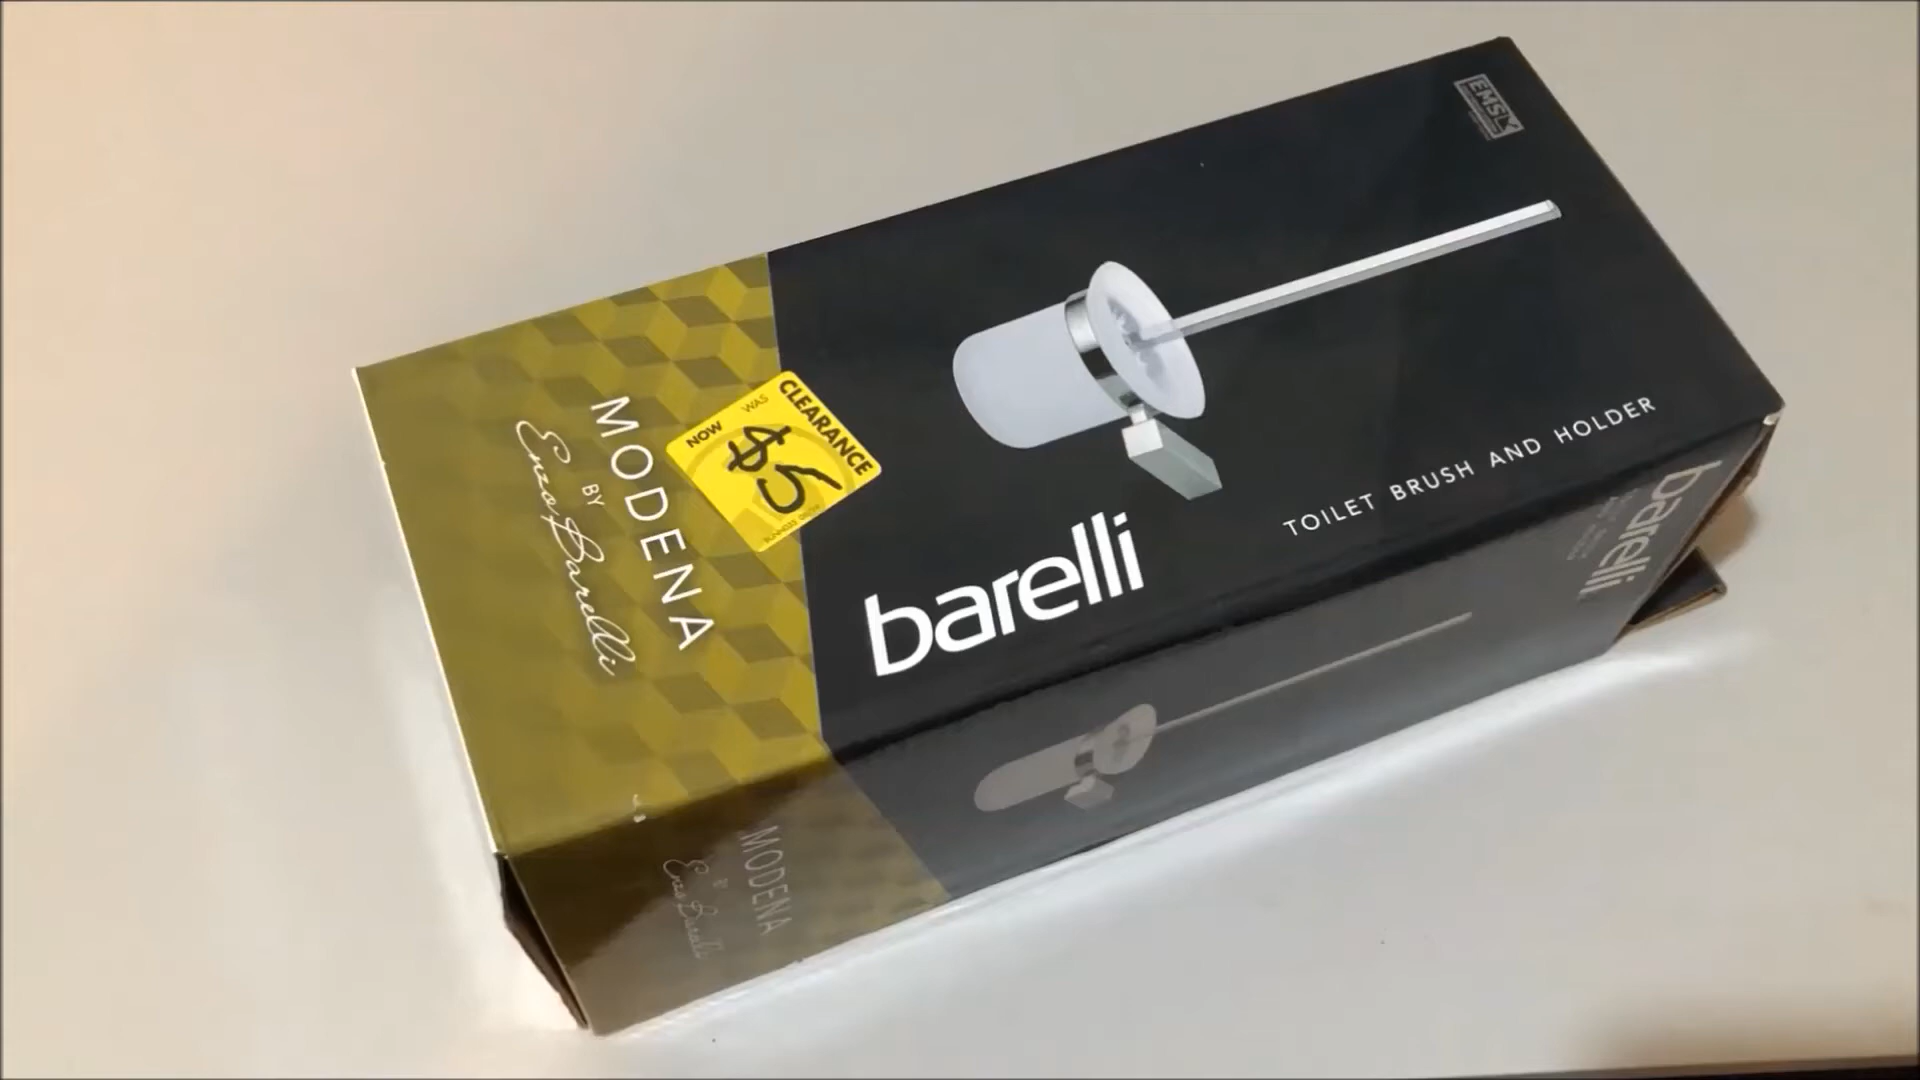 EMS
MODENA
BY
Enzo Barelli
CLEARANCE
WAS
NOW
$5
barelli
TOILET BRUSH AND HOLDER
barelli
MODENA
BY
Enzo Barelli